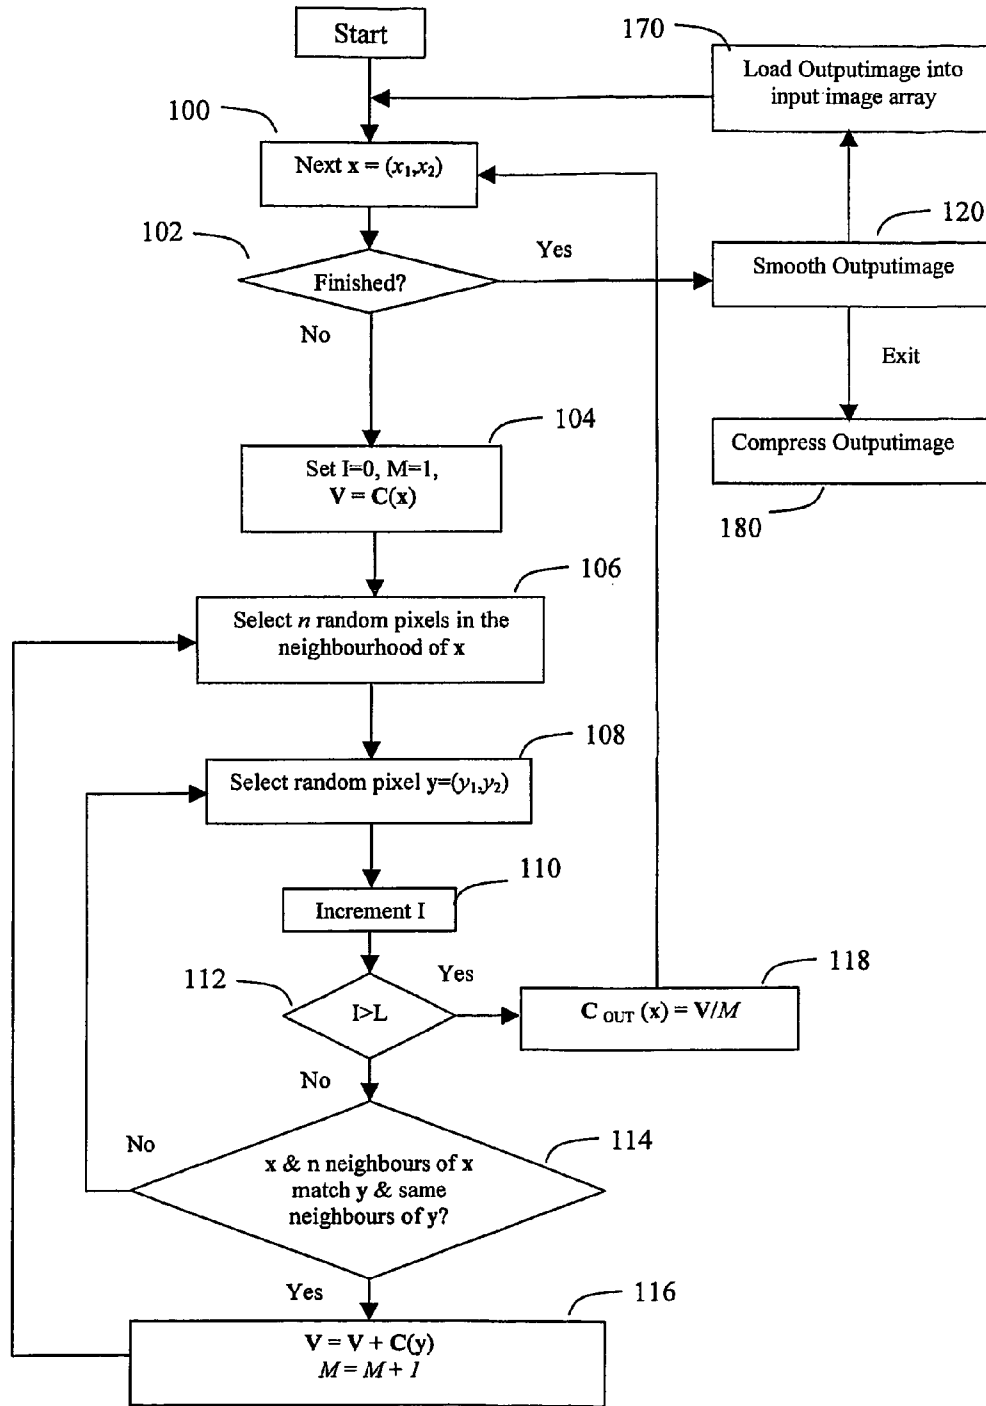 Start
170
Load Outputimage into
input image array
100
Next x = (x₁,x₂)
102
Finished?
Yes
No
120
Smooth Outputimage
Exit
Compress Outputimage
180
104
Set I=0, M=1,
V = C(x)
106
Select n random pixels in the
neighbourhood of x
108
Select random pixel y=(y₁,y₂)
110
Increment I
112
I>L
Yes
No
118
C OUT (x) = V/M
114
x & n neighbours of x
match y & same
neighbours of y?
No
Yes
116
V = V + C(y)
M = M + 1